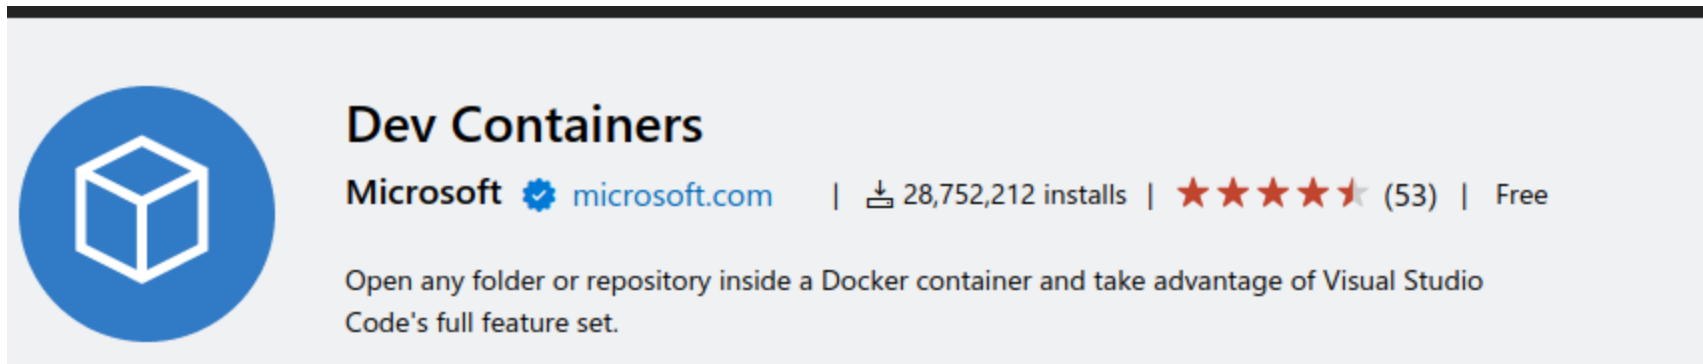 Dev Containers
Microsoft microsoft.com | 28,752,212 installs | (53) | Free
Open any folder or repository inside a Docker container and take advantage of Visual Studio
Code's full feature set.